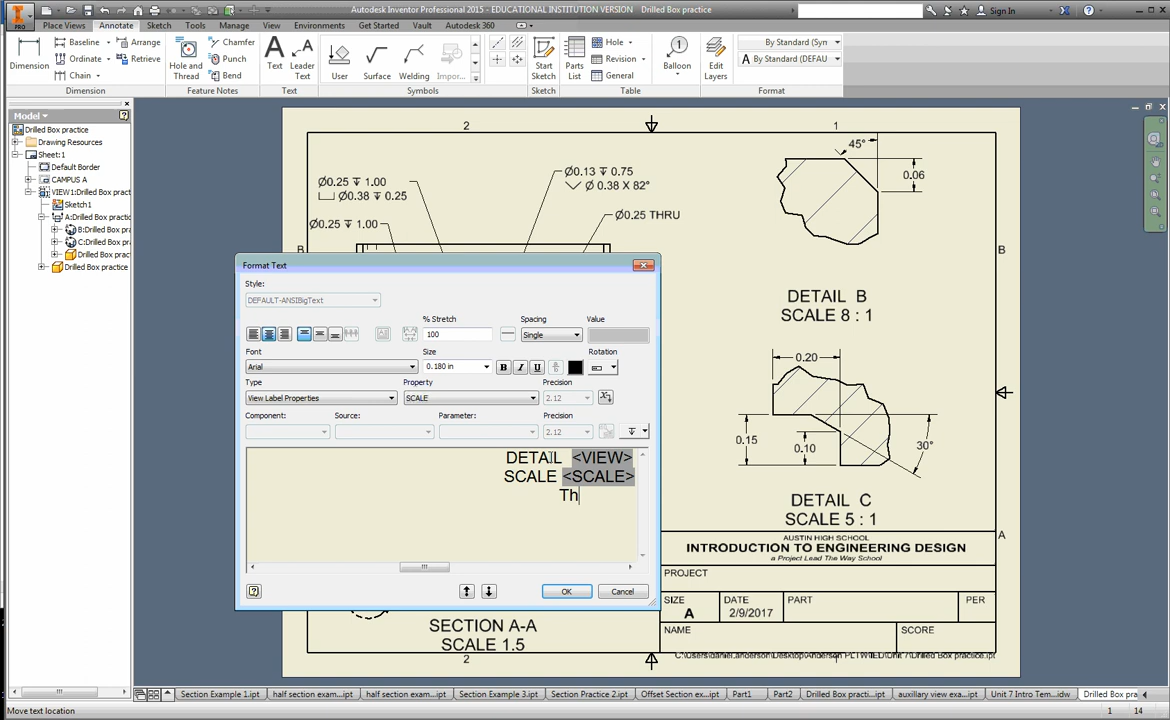 Autodesk Inventor Professional 2015 - EDUCATIONAL INSTITUTION VERSION Drilled Box practice
Sign In
PRO
Place Views Annotate Sketch Tools Manage View Environments Get Started Vault Autodesk 360
Dimension
Baseline
Ordinate
Chain
Arrange
Retrieve
Dimension
Hole and Thread
Chamfer
Punch
Bend
Feature Notes
Text
Leader Text
Text
User
Surface
Welding
Impor...
Symbols
Start Sketch
Sketch
Parts List
Hole
Revision
General
Table
Balloon
Edit Layers
By Standard (Syn
By Standard (DEFAU
Format
Model
Drilled Box practice
Drawing Resources
Sheet:1
Default Border
CAMPUS A
VIEW1:Drilled Box pract
Sketch1
A:Drilled Box practice
B:Drilled Box pra
C:Drilled Box pra
Drilled Box prac
Drilled Box practice
2
1
Ø0.25 ↧ 1.00
⌴ Ø0.38 ↧ 0.25
Ø0.25 ↧ 1.00
Ø0.13 ↧ 0.75
⌵ Ø 0.38 X 82°
Ø0.25 THRU
45°
0.06
B
B
DETAIL B
SCALE 8 : 1
0.20
0.15
0.10
30°
DETAIL C
SCALE 5 : 1
A
Format Text
Style:
DEFAULT-ANSIBigText
% Stretch
100
Spacing
Single
Value
Font
Arial
Size
0.180 in
B I U
Rotation
Type
View Label Properties
Property
SCALE
Precision
2.12
Component:
Source:
Parameter:
Precision
2.12
DETAIL <VIEW>
SCALE <SCALE>
Th
OK
Cancel
SECTION A-A
SCALE 1.5
AUSTIN HIGH SCHOOL
INTRODUCTION TO ENGINEERING DESIGN
a Project Lead The Way School
PROJECT
SIZE
A
DATE
2/9/2017
PART
PER
NAME
SCORE
2
1
Section Example 1.ipt
half section exam...ipt
half section exam...ipt
Section Example 3.ipt
Section Practice 2.ipt
Offset Section ex...ipt
Part1
Part2
Drilled Box practi...ipt
auxillary view exa...ipt
Unit 7 Intro Tem...idw
Drilled Box pra
Move text location
1 14